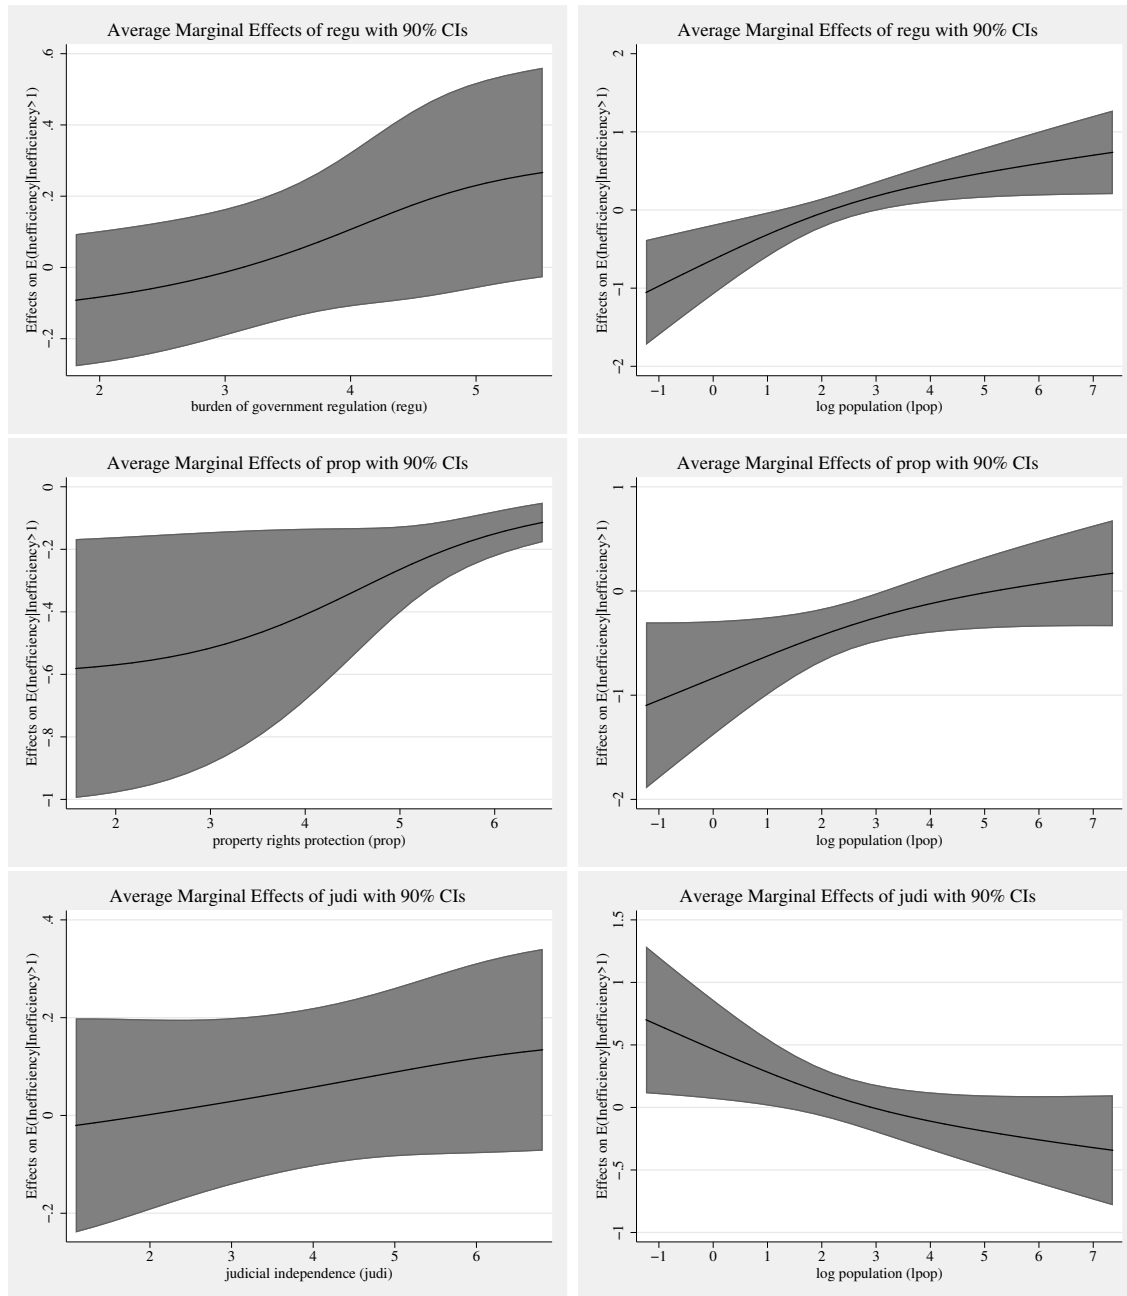 Average Marginal Effects of regu with 90% CIs
Effects on E(Inefficiency|Inefficiency>1)
.6
.4
.2
0
−.2
2 3 4 5
burden of government regulation (regu)
Average Marginal Effects of regu with 90% CIs
Effects on E(Inefficiency|Inefficiency>1)
2
1
0
−1
−2
−1 0 1 2 3 4 5 6 7
log population (lpop)
Average Marginal Effects of prop with 90% CIs
Effects on E(Inefficiency|Inefficiency>1)
0
−.2
−.4
−.6
−.8
−1
2 3 4 5 6
property rights protection (prop)
Average Marginal Effects of prop with 90% CIs
Effects on E(Inefficiency|Inefficiency>1)
1
0
−1
−2
−1 0 1 2 3 4 5 6 7
log population (lpop)
Average Marginal Effects of judi with 90% CIs
Effects on E(Inefficiency|Inefficiency>1)
.4
.2
0
−.2
2 3 4 5 6
judicial independence (judi)
Average Marginal Effects of judi with 90% CIs
Effects on E(Inefficiency|Inefficiency>1)
1.5
1
.5
0
−.5
−1
−1 0 1 2 3 4 5 6 7
log population (lpop)